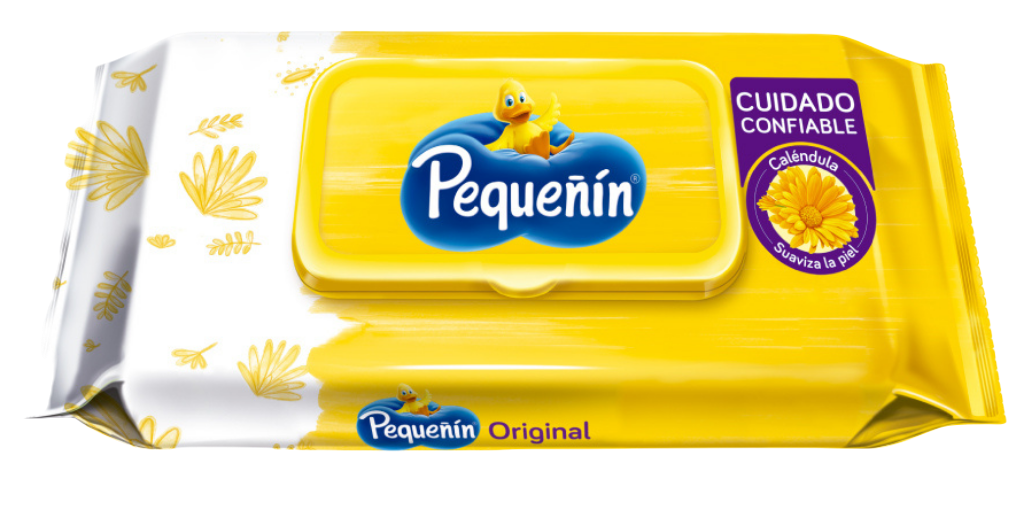 CUIDADO
CONFIABLE
Caléndula
Suaviza la piel
Pequeñín®
Pequeñín Original